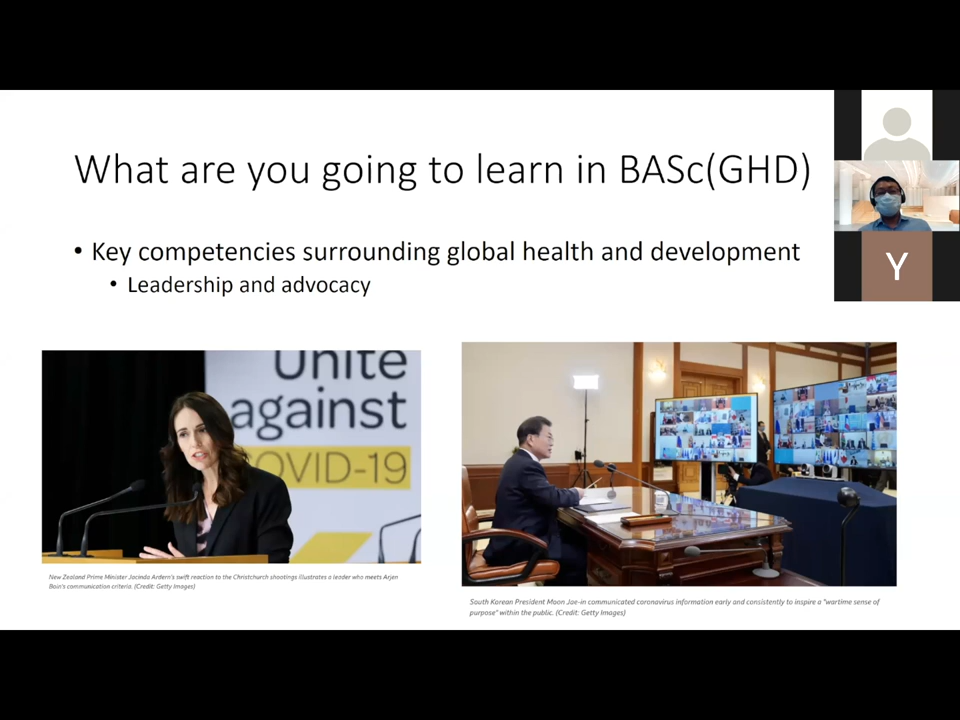 What are you going to learn in BASc(GHD)
• Key competencies surrounding global health and development
• Leadership and advocacy
Y
Unite
against
COVID-19
New Zealand Prime Minister Jacinda Ardern's swift reaction to the Christchurch shootings illustrates a leader who meets Arjen
Boin's communication criteria. (Credit: Getty Images)
South Korean President Moon Jae-in communicated coronavirus information early and consistently to inspire a "wartime sense of
purpose" within the public. (Credit: Getty Images)